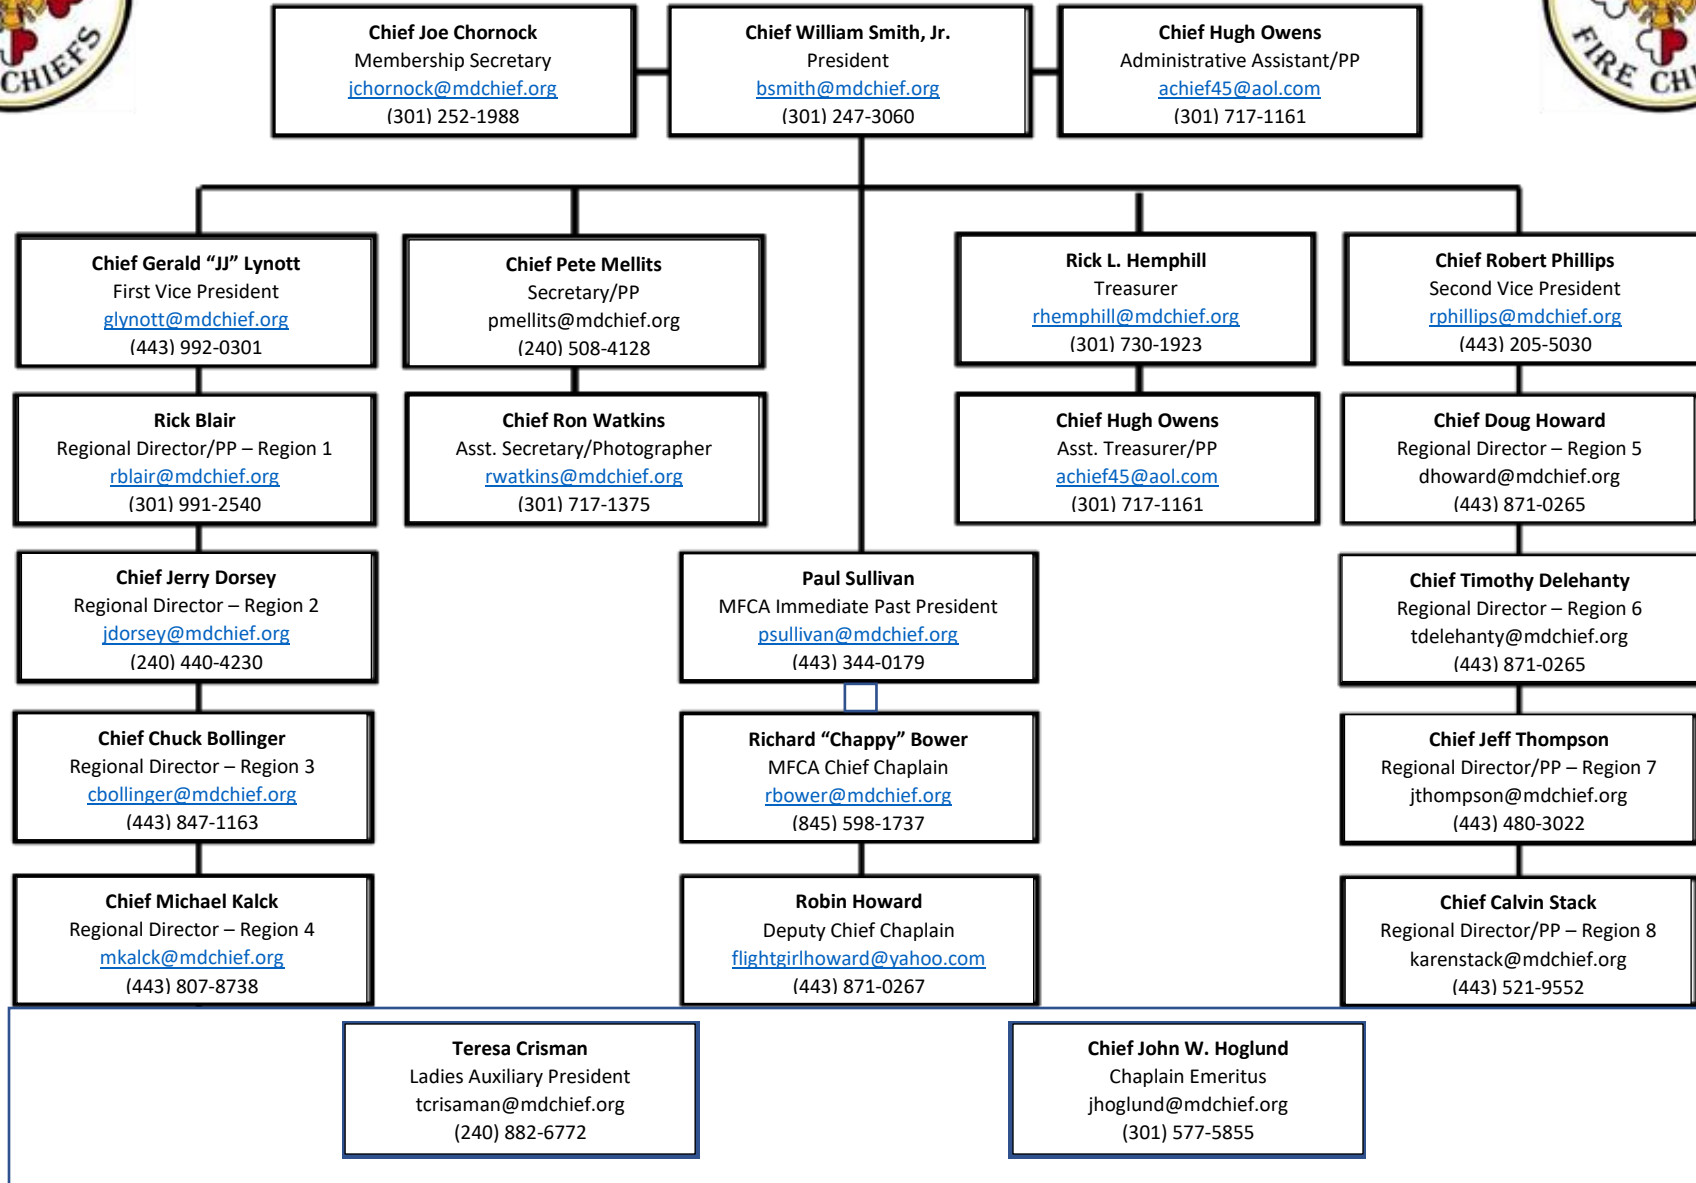 CHIEFS
FIRE CHI
Chief Joe Chornock
Membership Secretary
jchornock@mdchief.org
(301) 252-1988
Chief William Smith, Jr.
President
bsmith@mdchief.org
(301) 247-3060
Chief Hugh Owens
Administrative Assistant/PP
achief45@aol.com
(301) 717-1161
Chief Gerald “JJ” Lynott
First Vice President
glynott@mdchief.org
(443) 992-0301
Chief Pete Mellits
Secretary/PP
pmellits@mdchief.org
(240) 508-4128
Rick L. Hemphill
Treasurer
rhemphill@mdchief.org
(301) 730-1923
Chief Robert Phillips
Second Vice President
rphillips@mdchief.org
(443) 205-5030
Rick Blair
Regional Director/PP – Region 1
rblair@mdchief.org
(301) 991-2540
Chief Ron Watkins
Asst. Secretary/Photographer
rwatkins@mdchief.org
(301) 717-1375
Chief Hugh Owens
Asst. Treasurer/PP
achief45@aol.com
(301) 717-1161
Chief Doug Howard
Regional Director – Region 5
dhoward@mdchief.org
(443) 871-0265
Chief Jerry Dorsey
Regional Director – Region 2
jdorsey@mdchief.org
(240) 440-4230
Paul Sullivan
MFCA Immediate Past President
psullivan@mdchief.org
(443) 344-0179
Chief Timothy Delehanty
Regional Director – Region 6
tdelehanty@mdchief.org
(443) 871-0265
Chief Chuck Bollinger
Regional Director – Region 3
cbollinger@mdchief.org
(443) 847-1163
Richard “Chappy” Bower
MFCA Chief Chaplain
rbower@mdchief.org
(845) 598-1737
Chief Jeff Thompson
Regional Director/PP – Region 7
jthompson@mdchief.org
(443) 480-3022
Chief Michael Kalck
Regional Director – Region 4
mkalck@mdchief.org
(443) 807-8738
Robin Howard
Deputy Chief Chaplain
flightgirlhoward@yahoo.com
(443) 871-0267
Chief Calvin Stack
Regional Director/PP – Region 8
karenstack@mdchief.org
(443) 521-9552
Teresa Crisman
Ladies Auxiliary President
tcrisaman@mdchief.org
(240) 882-6772
Chief John W. Hoglund
Chaplain Emeritus
jhoglund@mdchief.org
(301) 577-5855